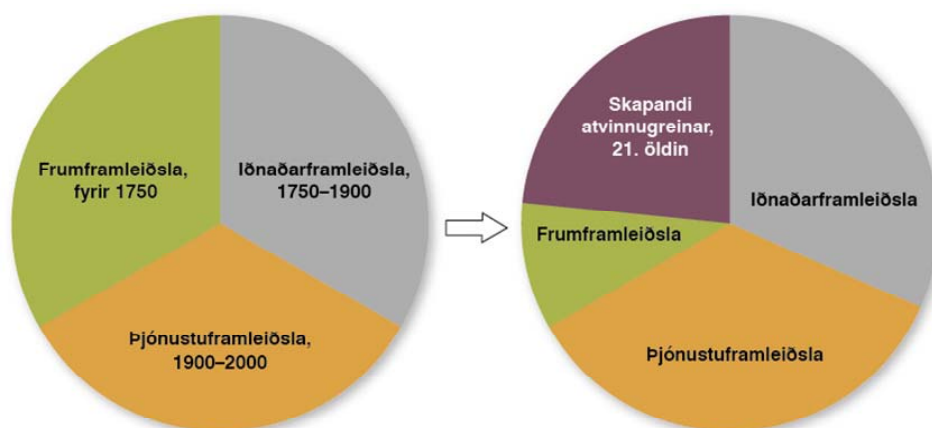 Frumframleiðsla,
fyrir 1750
Iðnaðarframleiðsla,
1750–1900
Þjónustuframleiðsla,
1900–2000
Skapandi
atvinnugreinar,
21. öldin
Iðnaðarframleiðsla
Frumframleiðsla
Þjónustuframleiðsla